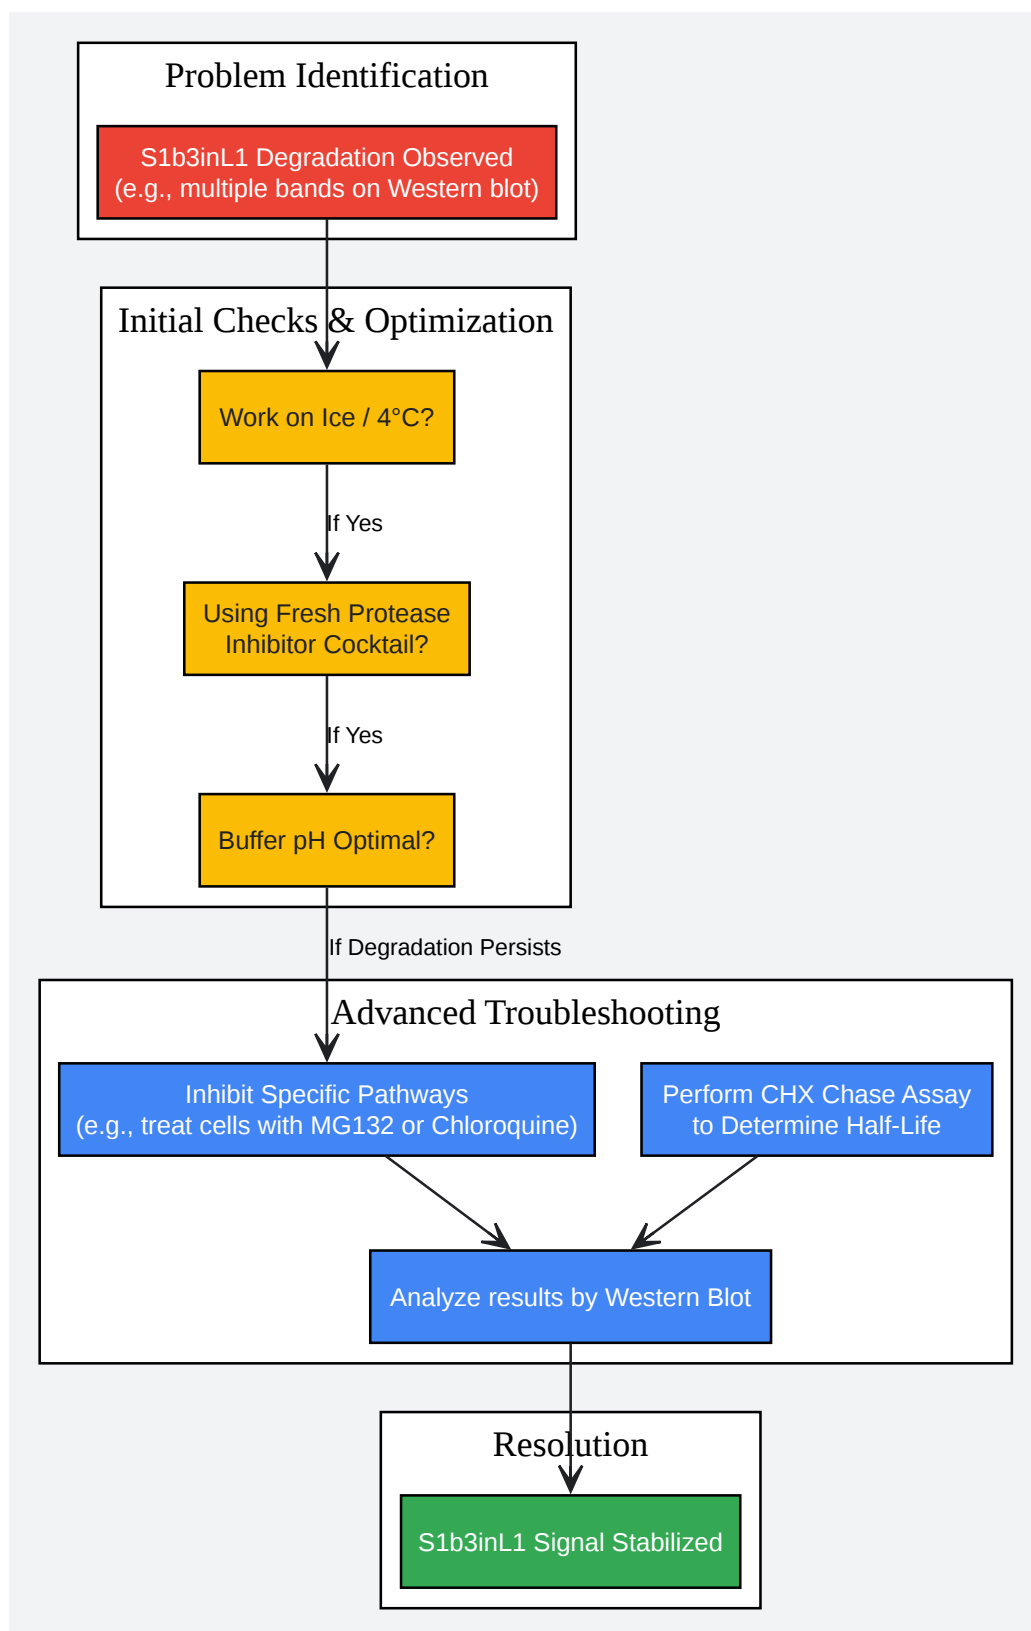 Problem Identification
S1b3inL1 Degradation Observed
(e.g., multiple bands on Western blot)
Initial Checks & Optimization
Work on Ice / 4°C?
If Yes
Using Fresh Protease
Inhibitor Cocktail?
If Yes
Buffer pH Optimal?
If Degradation Persists
Advanced Troubleshooting
Inhibit Specific Pathways
(e.g., treat cells with MG132 or Chloroquine)
Perform CHX Chase Assay
to Determine Half-Life
Analyze results by Western Blot
Resolution
S1b3inL1 Signal Stabilized